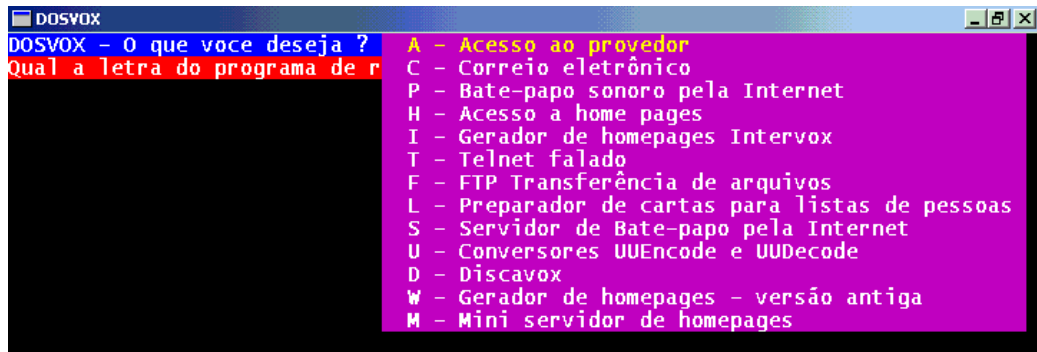 DOSVOX
DOSVOX - O que voce deseja ?
Qual a letra do programa de r
A - Acesso ao provedor
C - Correio eletrônico
P - Bate-papo sonoro pela Internet
H - Acesso a home pages
I - Gerador de homepages Intervox
T - Telnet falado
F - FTP Transferência de arquivos
L - Preparador de cartas para listas de pessoas
S - Servidor de Bate-papo pela Internet
U - Conversores UUEncode e UUDecode
D - Discavox
W - Gerador de homepages - versão antiga
M - Mini servidor de homepages